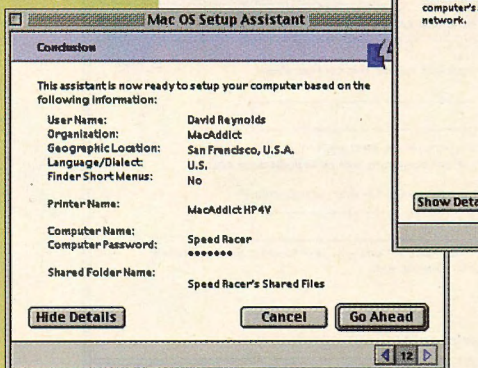 Mac OS Setup Assistant
Conclusion
This assistant is now ready to setup your computer based on the
following information:
User Name: David Reynolds
Organization: MacAddict
Geographic Location: San Francisco, U.S.A.
Language/Dialect: U.S.
Finder Short Menus: No
Printer Name: MacAddict HP4V
Computer Name: Speed Racer
Computer Password: •••••••
Shared Folder Name:
Speed Racer's Shared Files
Hide Details Cancel Go Ahead
12
computer's
network.
Show Deta